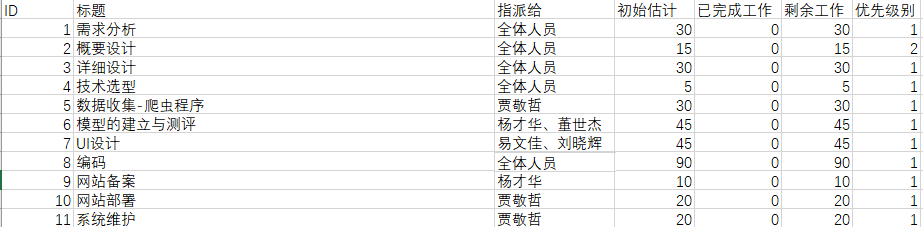 ID 标题 指派给 初始估计 已完成工作 剩余工作 优先级别
1 需求分析 全体人员 30 0 30 1
2 概要设计 全体人员 15 0 15 2
3 详细设计 全体人员 30 0 30 1
4 技术选型 全体人员 5 0 5 1
5 数据收集-爬虫程序 贾敬哲 30 0 30 1
6 模型的建立与测评 杨才华、董世杰 45 0 45 1
7 UI设计 易文佳、刘晓辉 45 0 45 1
8 编码 全体人员 90 0 90 1
9 网站备案 杨才华 10 0 10 1
10 网站部署 贾敬哲 20 0 20 1
11 系统维护 贾敬哲 20 0 20 1